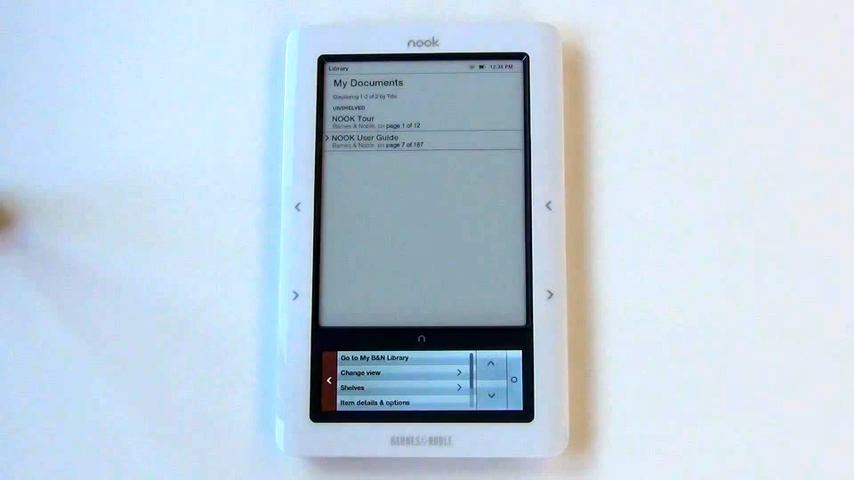 nook
Library 12:38 PM
My Documents
Displaying 1-2 of 2 by Title
UNSHELVED
NOOK Tour
Barnes & Noble, on page 1 of 12
NOOK User Guide
Barnes & Noble, on page 7 of 187
Go to My B&N Library
Change view
Shelves
Item details & options
BARNES&NOBLE